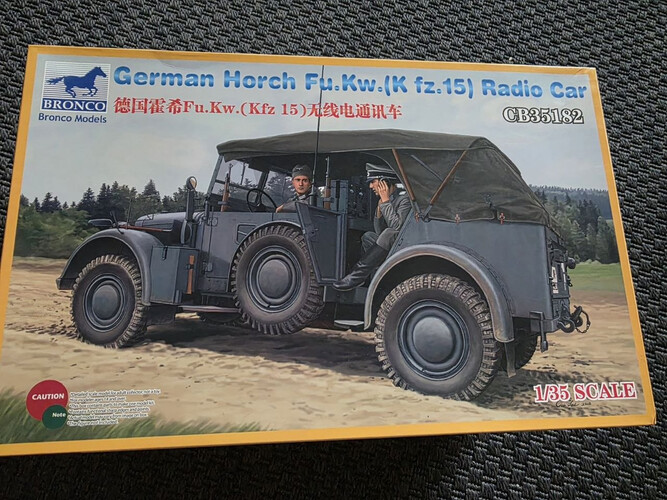 German Horch Fu.Kw.(K fz.15) Radio Car
BRONCO
Bronco Models
德国霍希Fu.Kw.(Kfz 15)无线电通讯车
CB35182
CAUTION
Note
1/35 SCALE